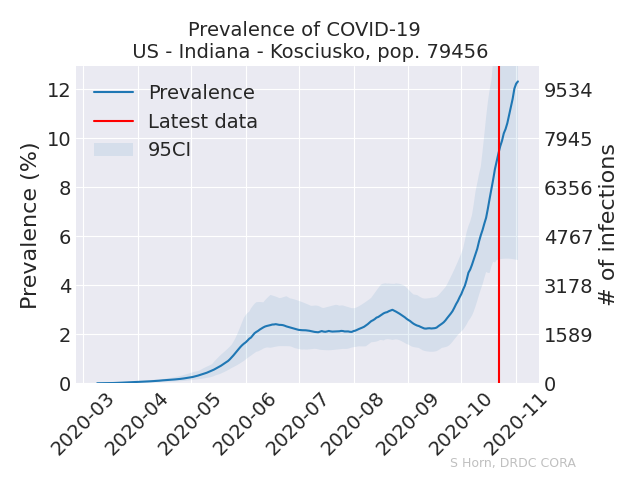 Prevalence of COVID-19
US - Indiana - Kosciusko, pop. 79456
Prevalence (%)
12
10
8
6
4
2
0
Prevalence
Latest data
95CI
9534
7945
6356
4767
3178
1589
0
# of infections
2020-03
2020-04
2020-05
2020-06
2020-07
2020-08
2020-09
2020-10
2020-11
S Horn, DRDC CORA